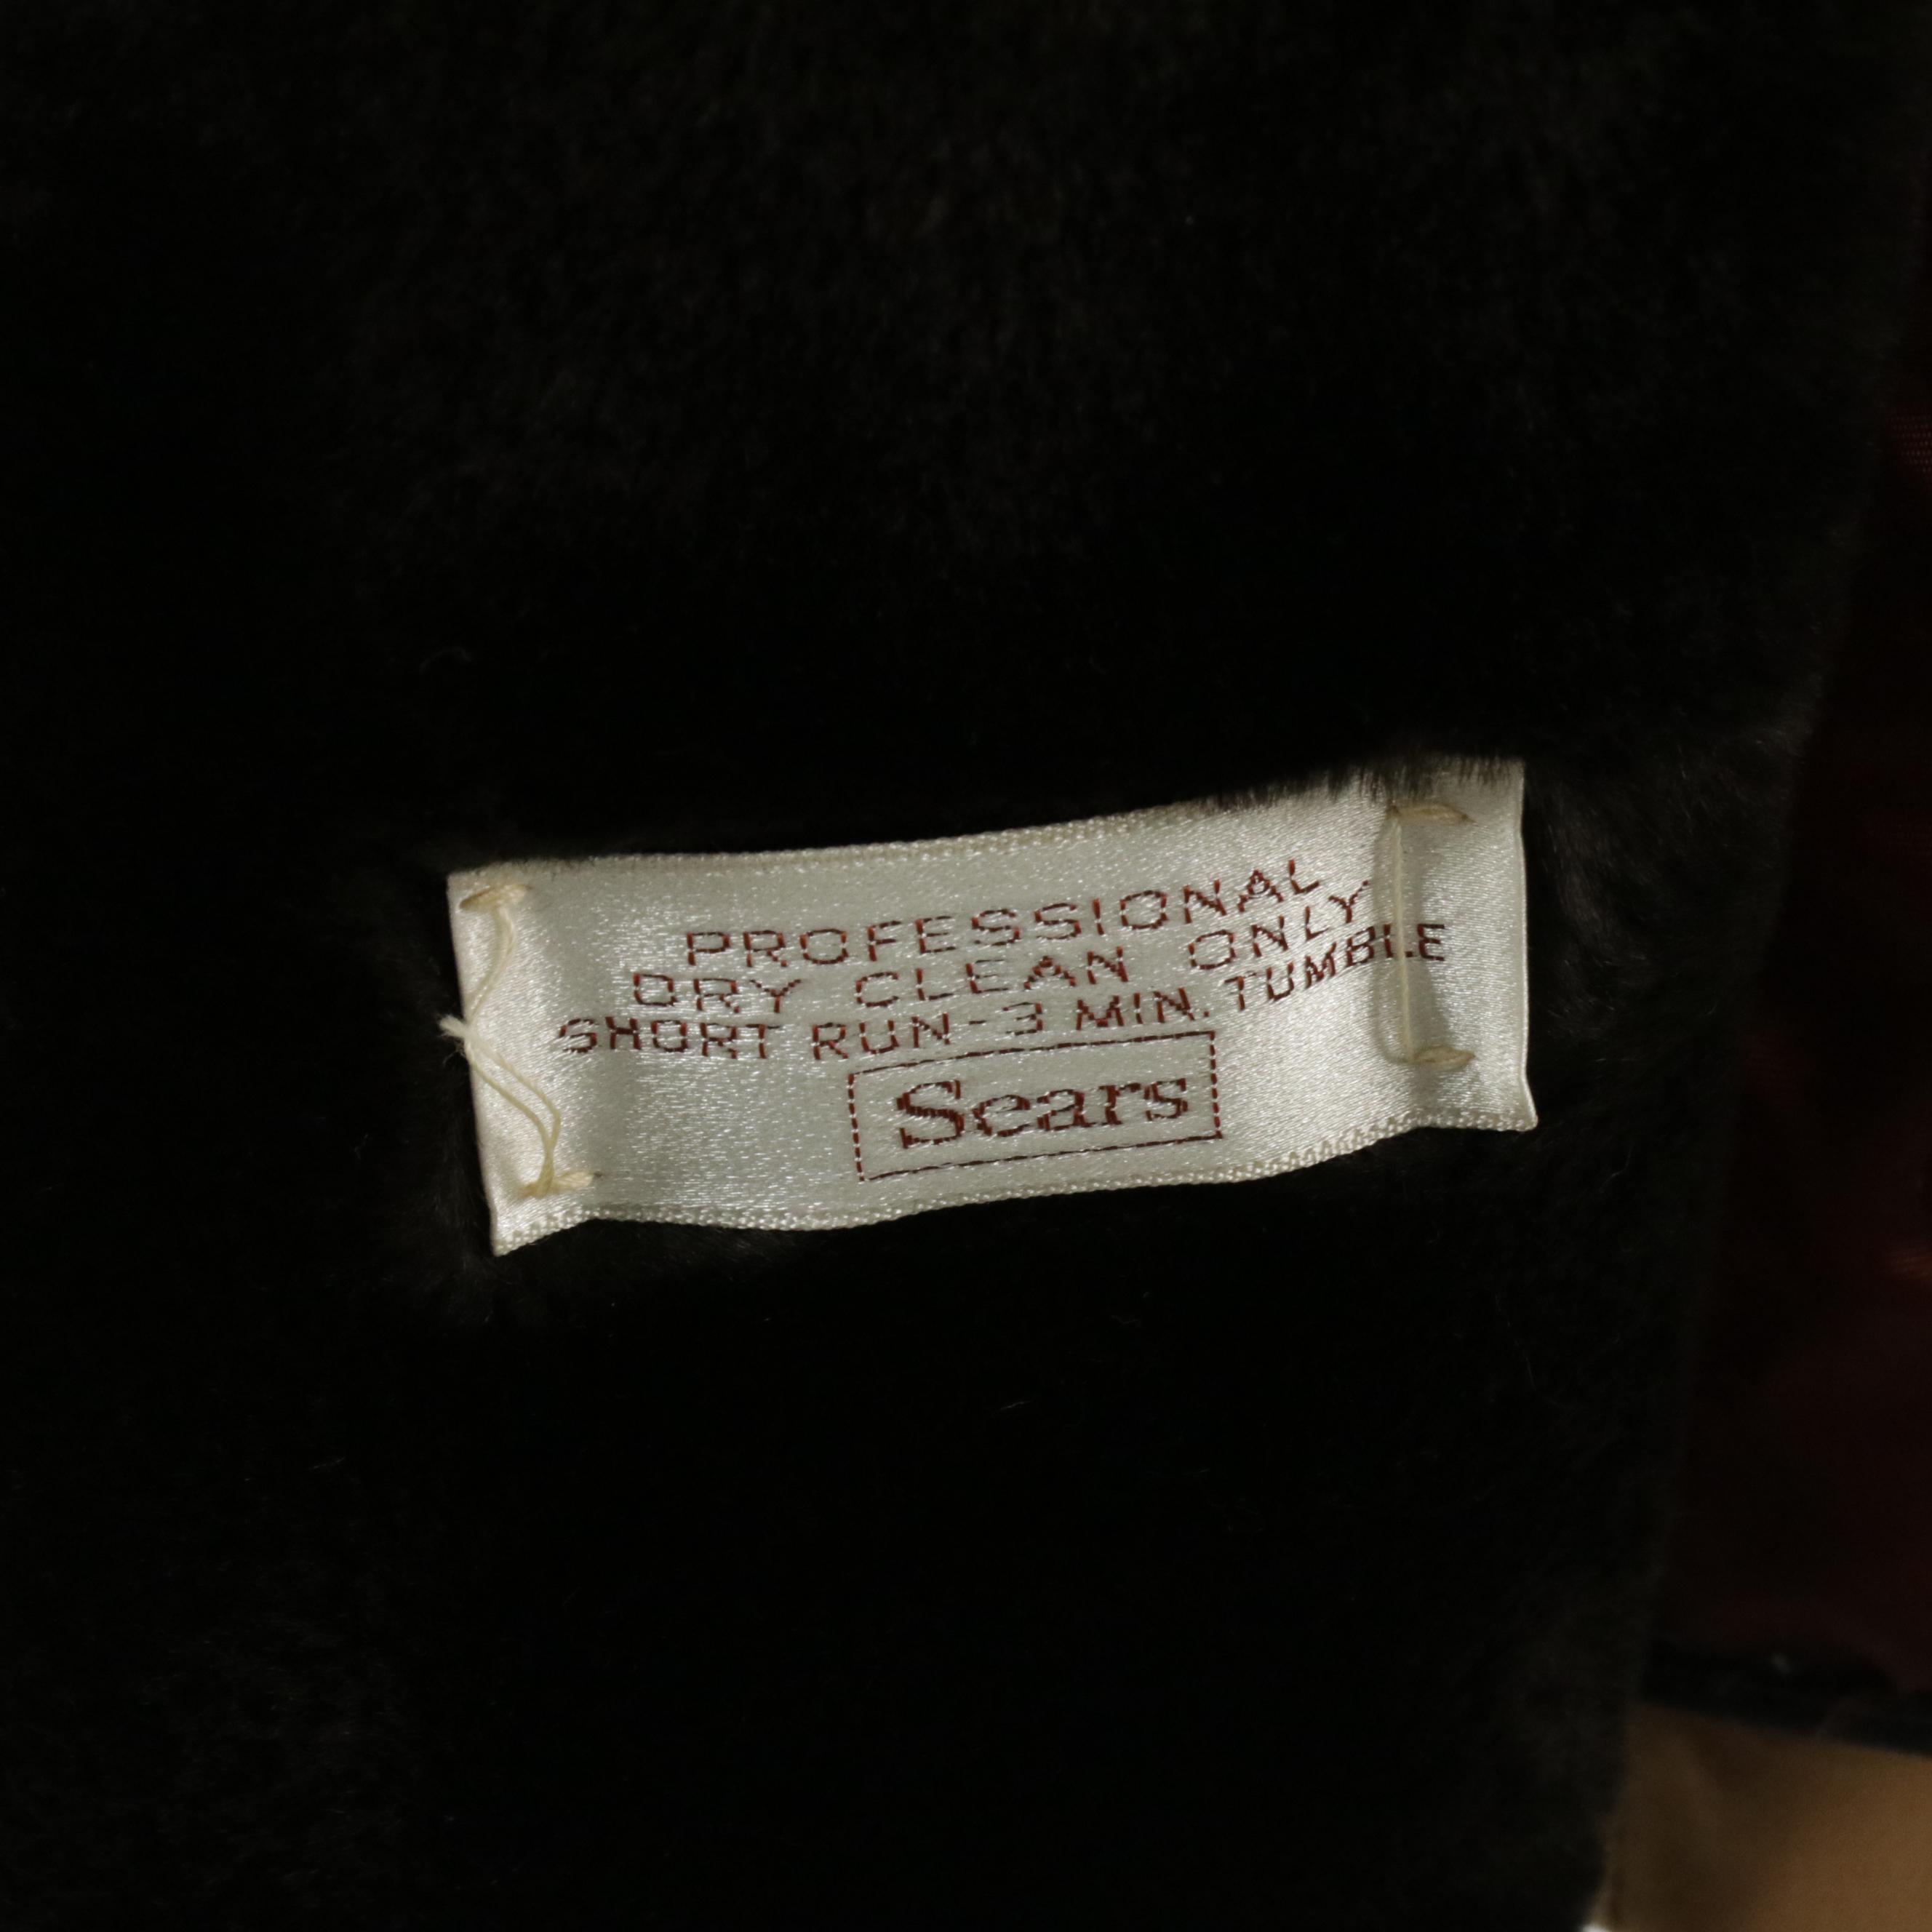 PROFESSIONAL
DRY CLEAN ONLY
SHORT RUN-3 MIN. TUMBLE
Sears